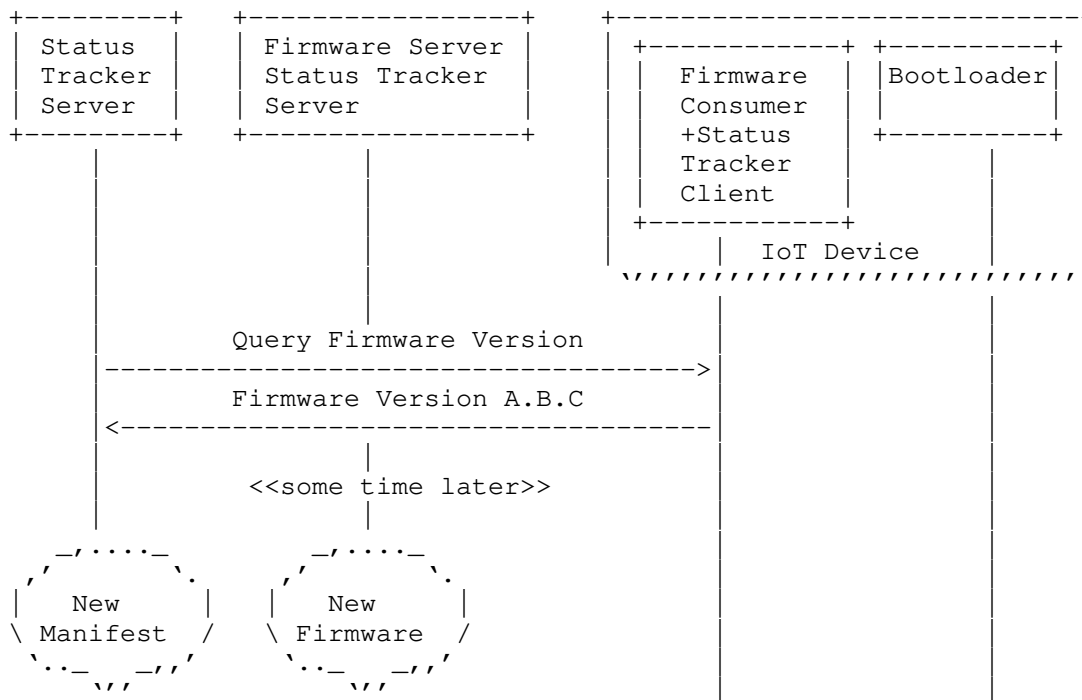 Status
Tracker
Server
Firmware Server
Status Tracker
Server
Firmware
Consumer
+Status
Tracker
Client
Bootloader
IoT Device
Query Firmware Version
Firmware Version A.B.C
<<some time later>>
New
Manifest
New
Firmware